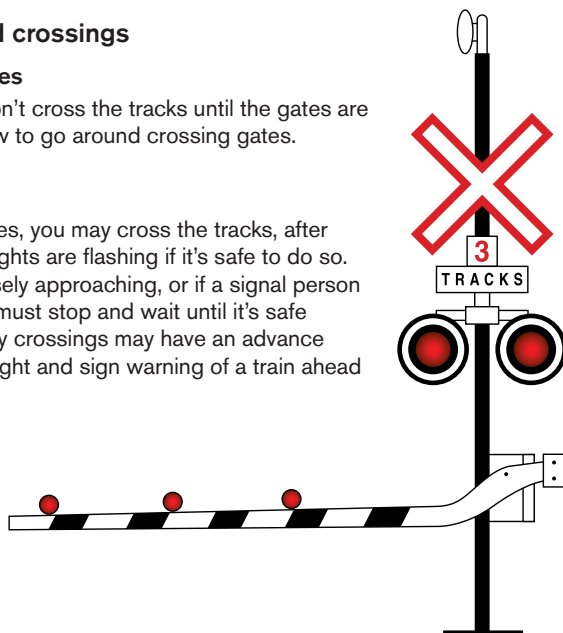 crossings
on't cross the tracks until the gates are
to go around crossing gates.
es, you may cross the tracks, after
ghts are flashing if it's safe to do so.
sely approaching, or if a signal person
must stop and wait until it's safe
y crossings may have an advance
ght and sign warning of a train ahead
3
TRACKS